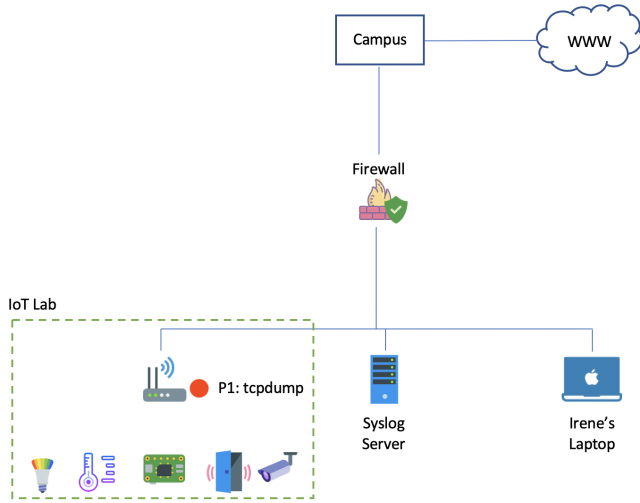 Campus
WWW
Firewall
IoT Lab
P1: tcpdump
Syslog
Server
Irene’s
Laptop